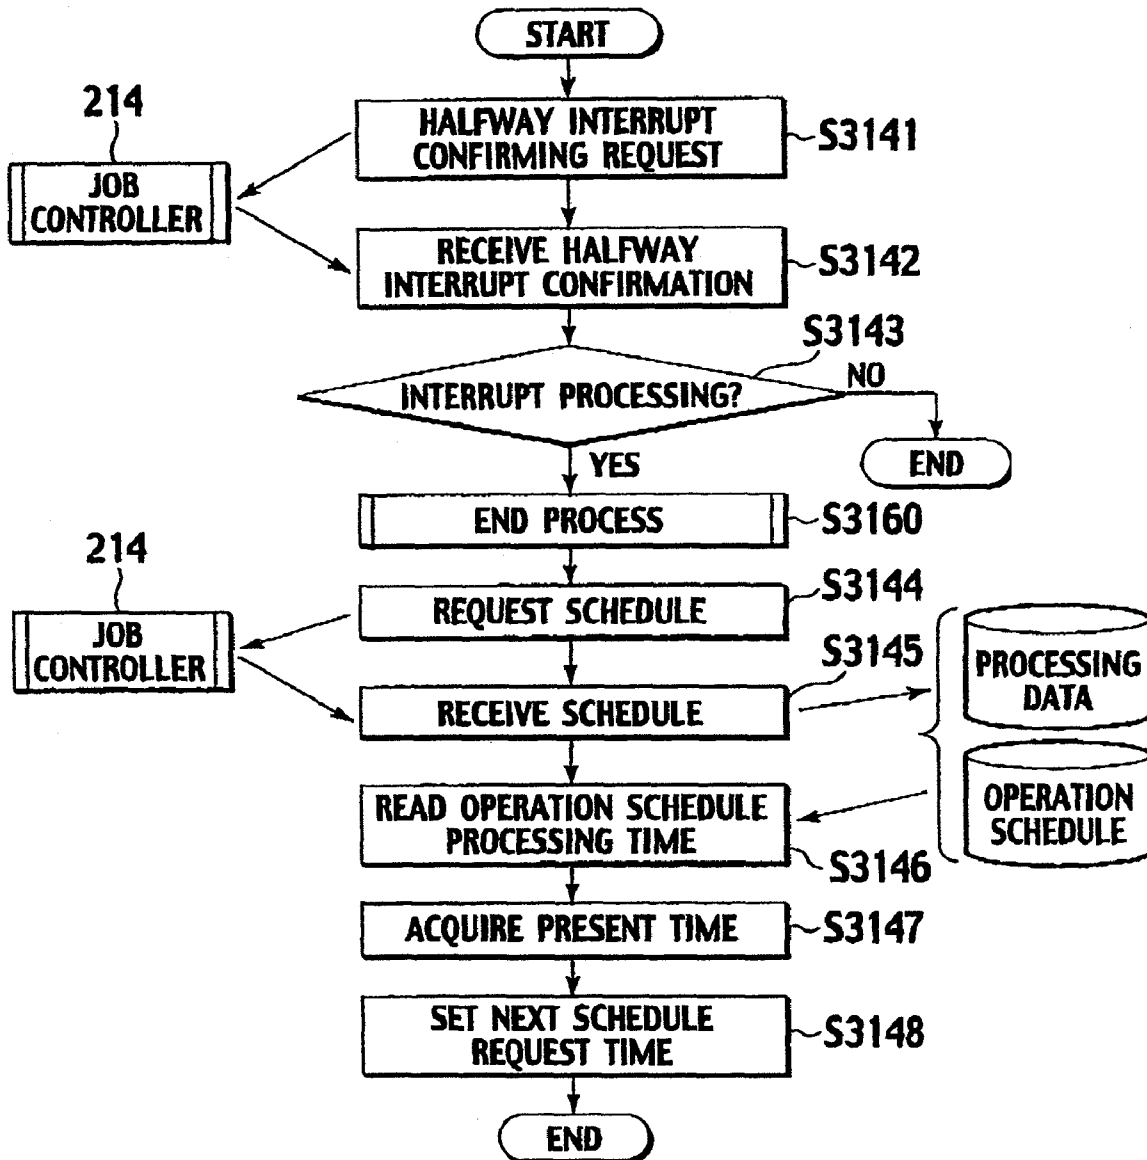 START
214
HALFWAY INTERRUPT
CONFIRMING REQUEST
S3141
JOB
CONTROLLER
RECEIVE HALFWAY
INTERRUPT CONFIRMATION
S3142
S3143
INTERRUPT PROCESSING?
NO
END
YES
END PROCESS
S3160
214
REQUEST SCHEDULE
S3144
JOB
CONTROLLER
S3145
RECEIVE SCHEDULE
PROCESSING
DATA
READ OPERATION SCHEDULE
PROCESSING TIME
S3146
OPERATION
SCHEDULE
ACQUIRE PRESENT TIME
S3147
SET NEXT SCHEDULE
REQUEST TIME
S3148
END